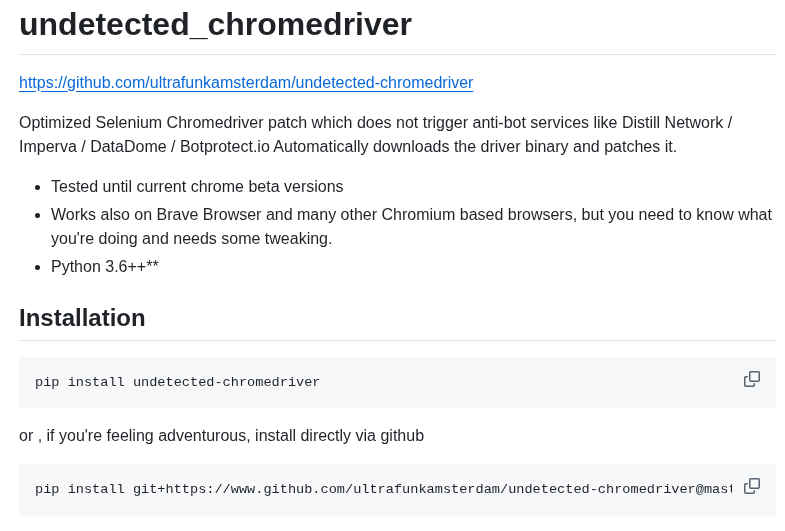 undetected_chromedriver
https://github.com/ultrafunkamsterdam/undetected-chromedriver
Optimized Selenium Chromedriver patch which does not trigger anti-bot services like Distill Network /
Imperva / DataDome / Botprotect.io Automatically downloads the driver binary and patches it.
• Tested until current chrome beta versions
• Works also on Brave Browser and many other Chromium based browsers, but you need to know what
you're doing and needs some tweaking.
• Python 3.6++**
Installation
pip install undetected-chromedriver
or , if you're feeling adventurous, install directly via github
pip install git+https://www.github.com/ultrafunkamsterdam/undetected-chromedriver@mast